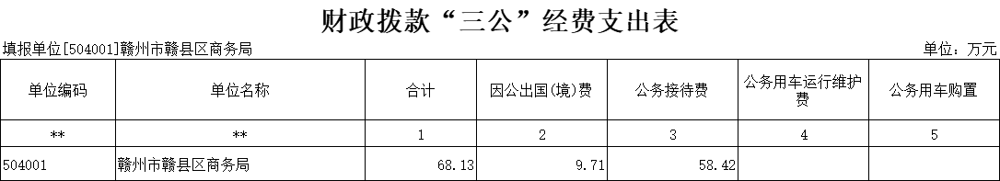 财政拨款“三公”经费支出表
填报单位[504001]赣州市赣县区商务局 单位：万元
单位编码 单位名称 合计 因公出国(境)费 公务接待费 公务用车运行维护费 公务用车购置
** ** 1 2 3 4 5
504001 赣州市赣县区商务局 68.13 9.71 58.42